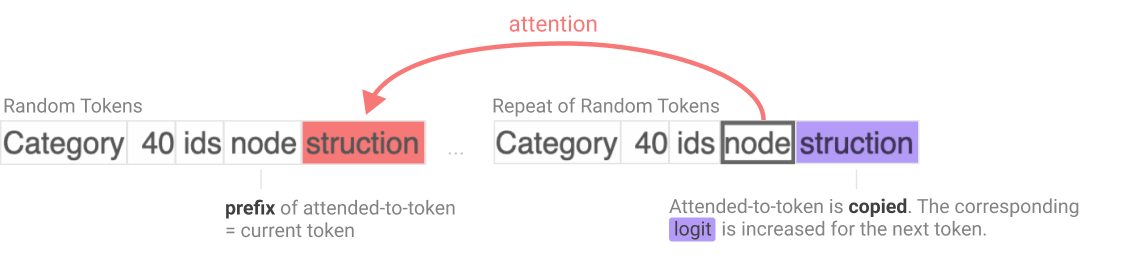 attention
Random Tokens
Repeat of Random Tokens
Category 40 ids node struction ... Category 40 ids node struction
prefix of attended-to-token
= current token
Attended-to-token is copied. The corresponding
logit is increased for the next token.